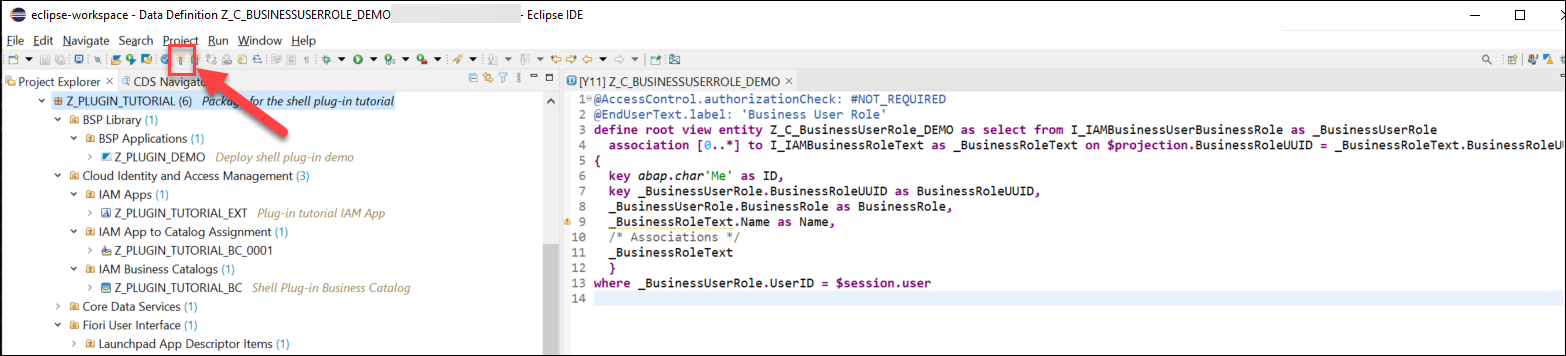 eclipse-workspace - Data Definition Z_C_BUSINESSUSERROLE_DEMO - Eclipse IDE
File Edit Navigate Search Project Run Window Help
Project Explorer CDS Navigato
Z_PLUGIN_TUTORIAL (6) Package for the shell plug-in tutorial
BSP Library (1)
BSP Applications (1)
Z_PLUGIN_DEMO Deploy shell plug-in demo
Cloud Identity and Access Management (3)
IAM Apps (1)
Z_PLUGIN_TUTORIAL_EXT Plug-in tutorial IAM App
IAM App to Catalog Assignment (1)
Z_PLUGIN_TUTORIAL_BC_0001
IAM Business Catalogs (1)
Z_PLUGIN_TUTORIAL_BC Shell Plug-in Business Catalog
Core Data Services (1)
Fiori User Interface (1)
Launchpad App Descriptor Items (1)
[Y11] Z_C_BUSINESSUSERROLE_DEMO
1 @AccessControl.authorizationCheck: #NOT_REQUIRED
2 @EndUserText.label: 'Business User Role'
3 define root view entity Z_C_BusinessUserRole_DEMO as select from I_IAMBusinessUserBusinessRole as _BusinessUserRole
4 association [0..*] to I_IAMBusinessRoleText as _BusinessRoleText on $projection.BusinessRoleUUID = _BusinessRoleText.BusinessRoleUU
5 {
6 key abap.char'Me' as ID,
7 key _BusinessUserRole.BusinessRoleUUID as BusinessRoleUUID,
8 _BusinessUserRole.BusinessRole as BusinessRole,
9 _BusinessRoleText.Name as Name,
10 /* Associations */
11 _BusinessRoleText
12 }
13 where _BusinessUserRole.UserID = $session.user
14